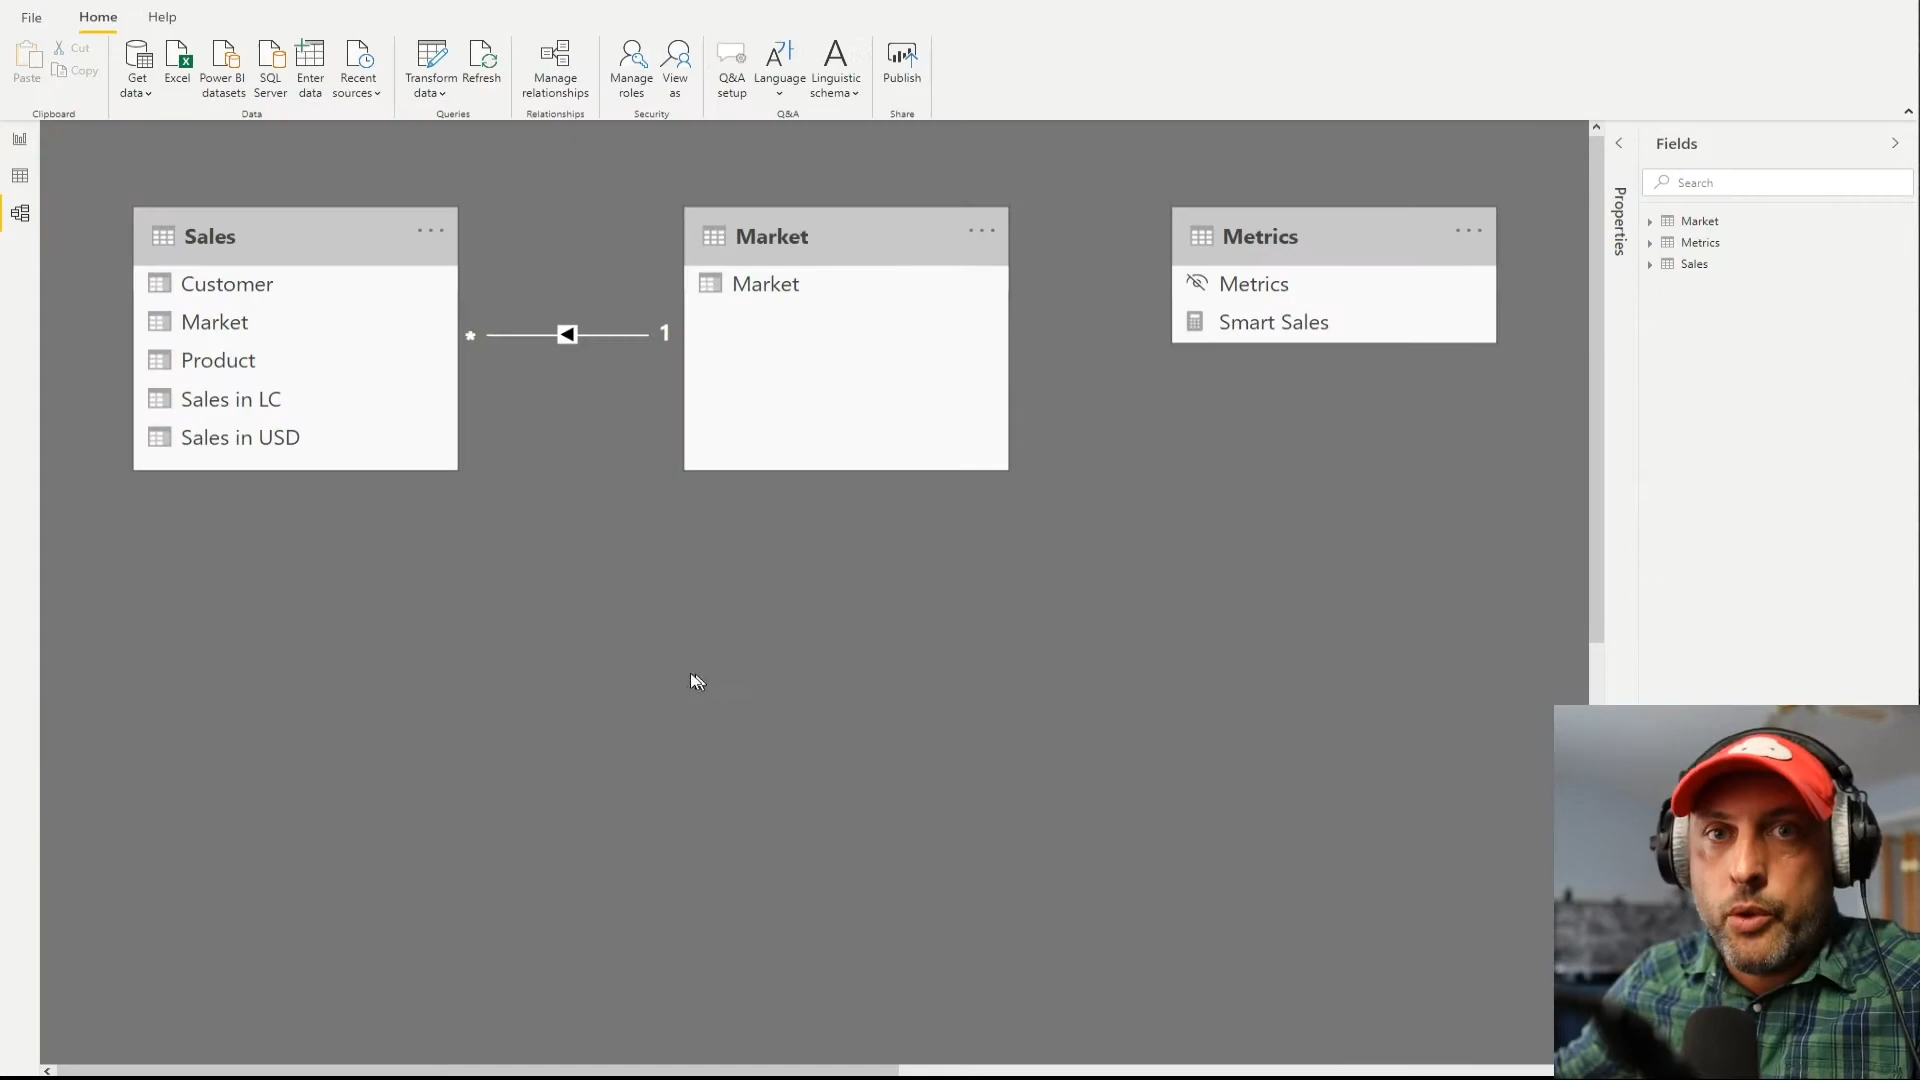 File Home Help
Paste
Cut
Copy
Clipboard
Get data
Excel
Power BI datasets
SQL Server
Enter data
Recent sources
Data
Transform data
Refresh
Queries
Manage relationships
Relationships
Manage roles
View as
Security
Q&A setup
Language
Linguistic schema
Q&A
Publish
Share
Sales
Customer
Market
Product
Sales in LC
Sales in USD
* 1
Market
Market
Metrics
Metrics
Smart Sales
Properties
Fields
Search
Market
Metrics
Sales